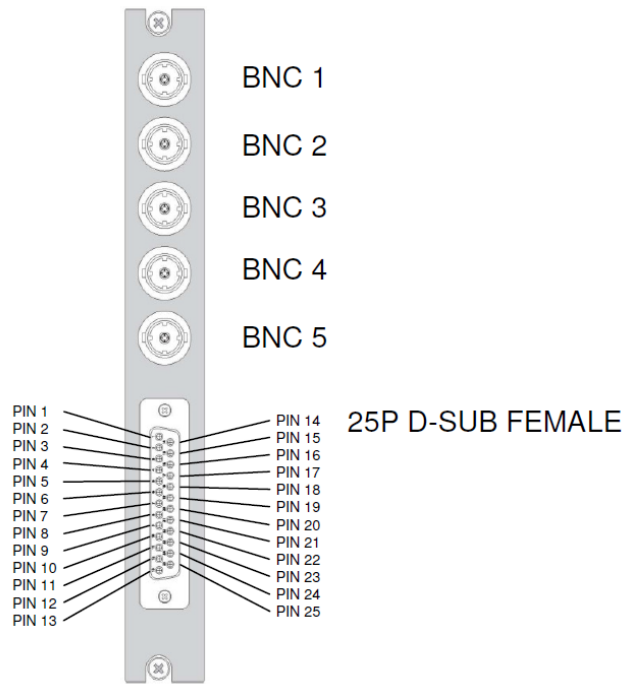 BNC 1
BNC 2
BNC 3
BNC 4
BNC 5
25P D-SUB FEMALE
PIN 1
PIN 2
PIN 3
PIN 4
PIN 5
PIN 6
PIN 7
PIN 8
PIN 9
PIN 10
PIN 11
PIN 12
PIN 13
PIN 14
PIN 15
PIN 16
PIN 17
PIN 18
PIN 19
PIN 20
PIN 21
PIN 22
PIN 23
PIN 24
PIN 25